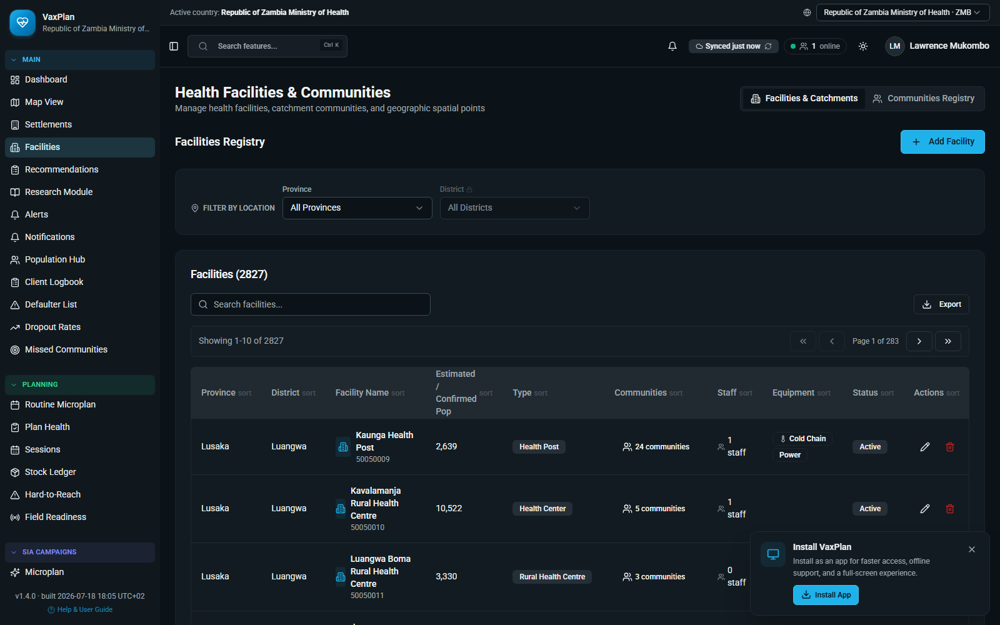 VaxPlan
Republic of Zambia Ministry of...
MAIN
Dashboard
Map View
Settlements
Facilities
Recommendations
Research Module
Alerts
Notifications
Population Hub
Client Logbook
Defaulter List
Dropout Rates
Missed Communities
PLANNING
Routine Microplan
Plan Health
Sessions
Stock Ledger
Hard-to-Reach
Field Readiness
SIA CAMPAIGNS
Microplan
v1.4.0 · built 2026-07-18 18:05 UTC+02
Help & User Guide
Active country: Republic of Zambia Ministry of Health
Republic of Zambia Ministry of Health · ZMB
Search features...
Ctrl K
Synced just now
1 online
LM
Lawrence Mukombo
Health Facilities & Communities
Manage health facilities, catchment communities, and geographic spatial points
Facilities & Catchments
Communities Registry
Facilities Registry
Add Facility
FILTER BY LOCATION
Province
All Provinces
District
All Districts
Facilities (2827)
Search facilities...
Export
Showing 1-10 of 2827
Page 1 of 283
Province sort
District sort
Facility Name sort
Estimated
/
Confirmed
Pop
sort
Type sort
Communities sort
Staff sort
Equipment sort
Status sort
Actions sort
Lusaka
Luangwa
Kaunga Health
Post
50050009
2,639
Health Post
24 communities
1
staff
Cold Chain
Power
Active
Lusaka
Luangwa
Kavalamanja
Rural Health
Centre
50050010
10,522
Health Center
5 communities
1
staff
Active
Lusaka
Luangwa
Luangwa Boma
Rural Health
Centre
50050011
3,330
Rural Health Centre
3 communities
0
staff
Install VaxPlan
Install as an app for faster access, offline
support, and a full-screen experience.
Install App